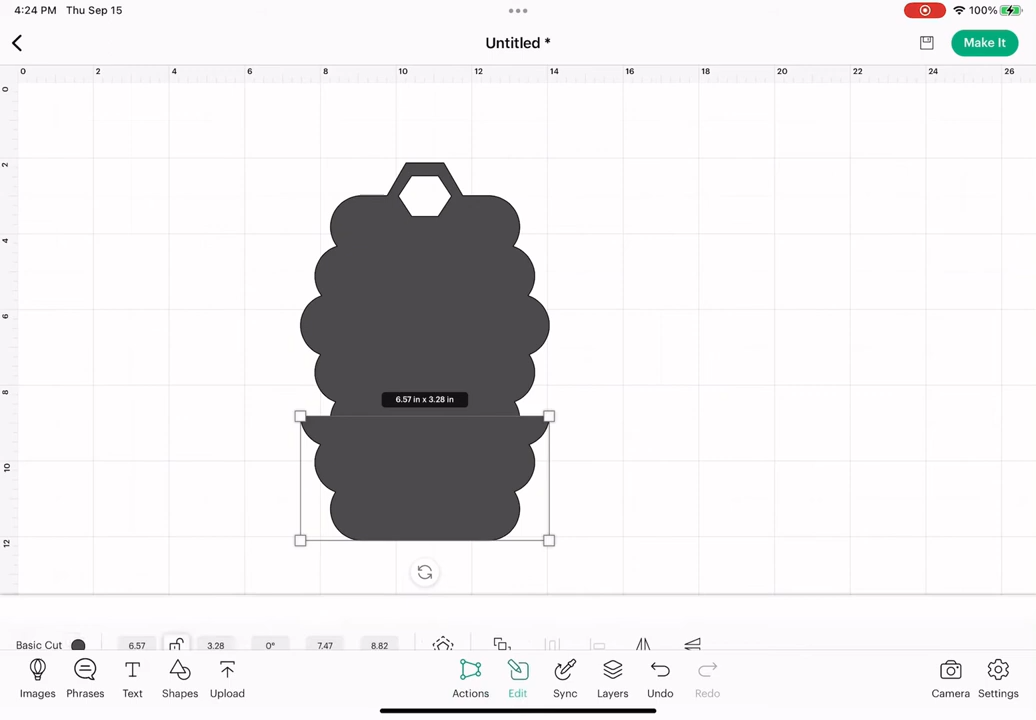 4:24 PM Thu Sep 15
100%
Untitled *
Make It
0 2 4 6 8 10 12 14 16 18 20 22 24 26
0
2
4
6
8
10
12
6.57 in x 3.28 in
Basic Cut 6.57 3.28 0° 7.47 8.82
Images Phrases Text Shapes Upload Actions Edit Sync Layers Undo Redo Camera Settings